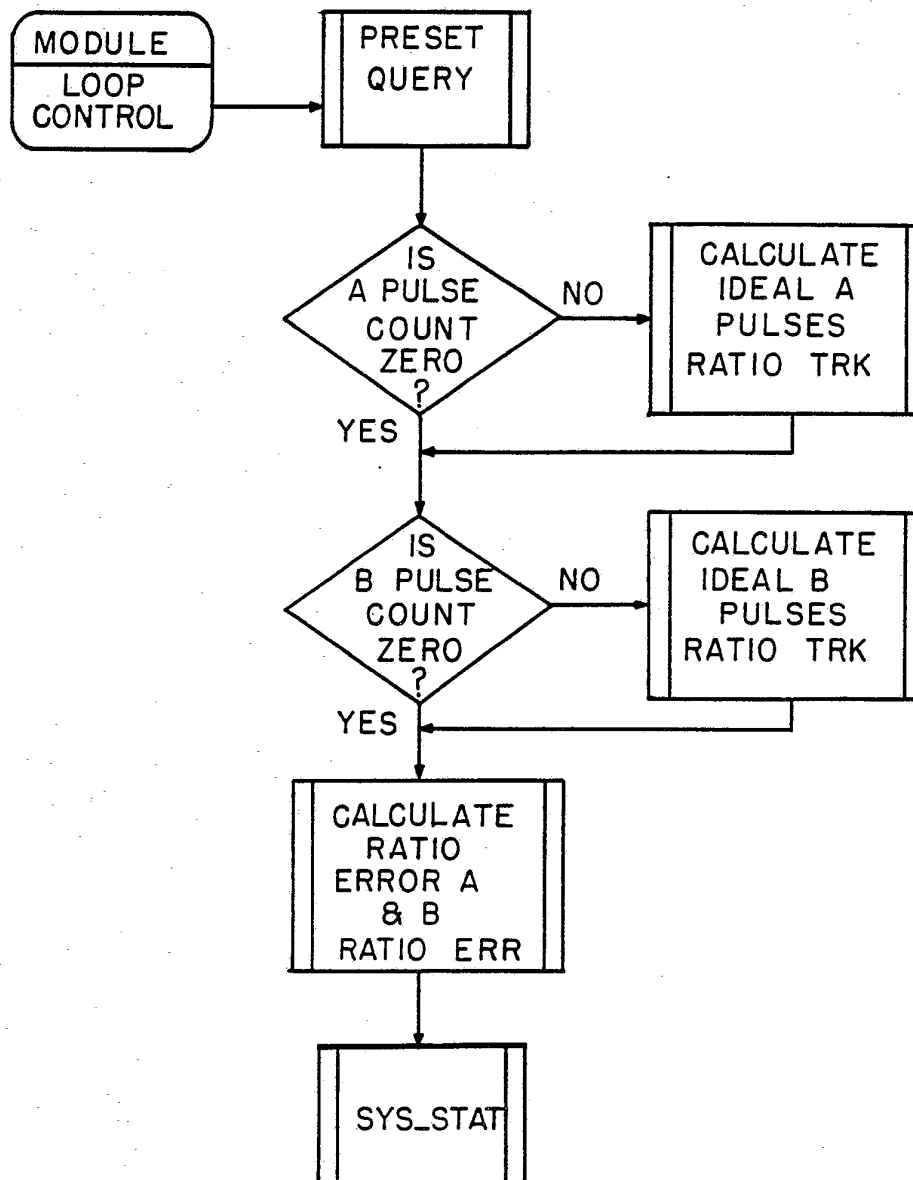 MODULE
LOOP
CONTROL
PRESET
QUERY
IS
A PULSE
COUNT
ZERO
?
NO
CALCULATE
IDEAL A
PULSES
RATIO TRK
YES
IS
B PULSE
COUNT
ZERO
?
NO
CALCULATE
IDEAL B
PULSES
RATIO TRK
YES
CALCULATE
RATIO
ERROR A
& B
RATIO ERR
SYS_STAT